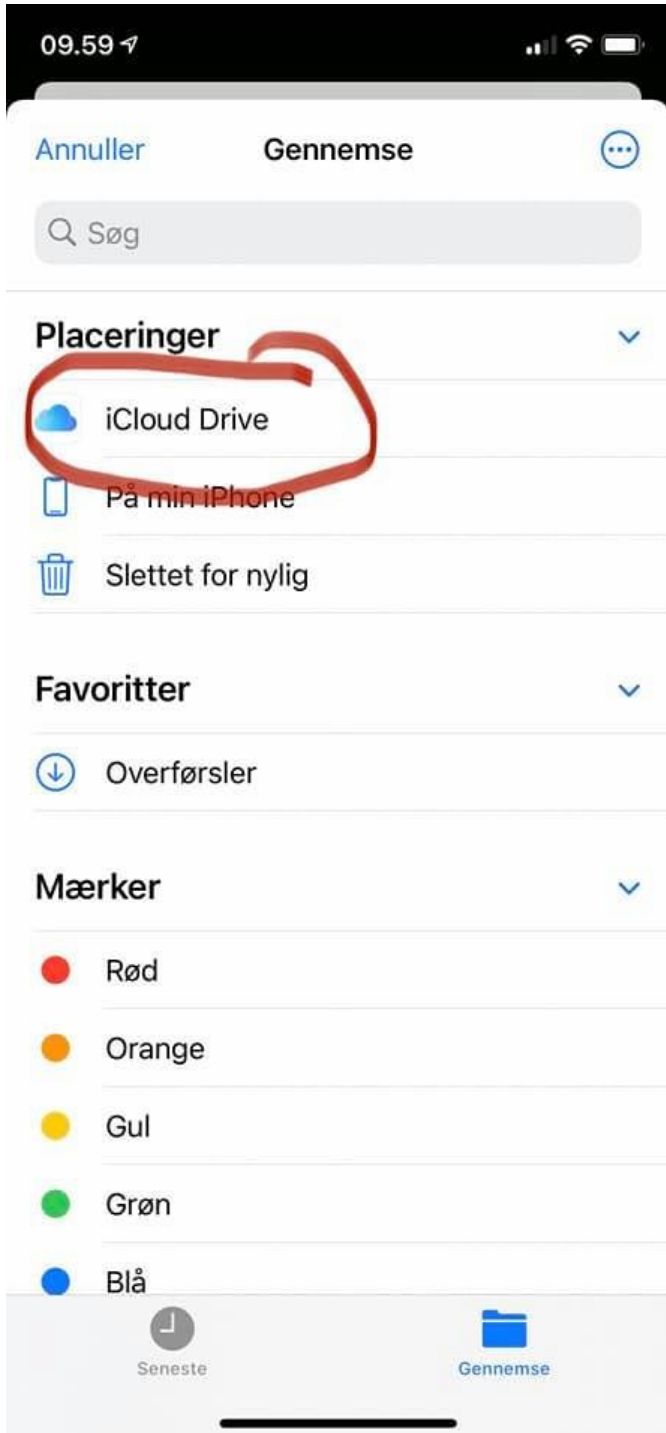 09.59
Annuller Gennemse
Søg
Placeringer
iCloud Drive
På min iPhone
Slettet for nylig
Favoritter
Overførsler
Mærker
Rød
Orange
Gul
Grøn
Blå
Seneste Gennemse